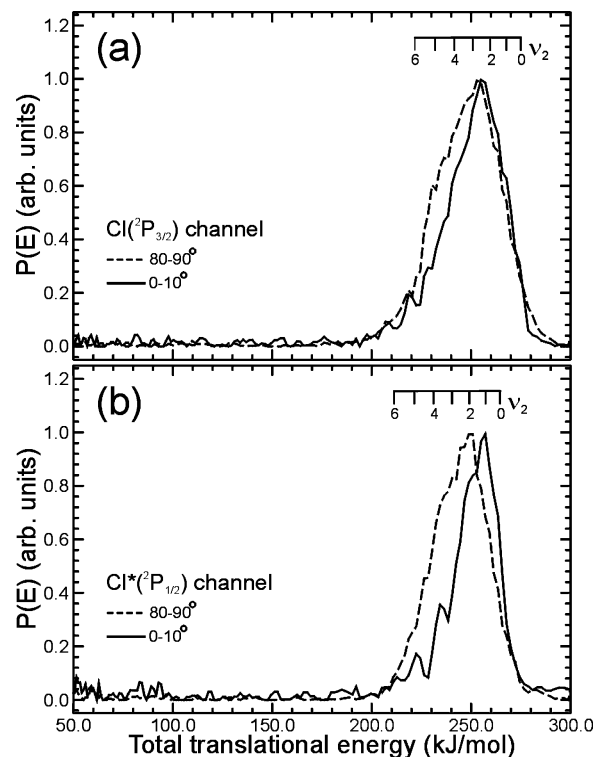 1.2
(a)
6 4 2 0 ν₂
1.0
0.8
0.6
P(E) (arb. units)
Cl(²P₃/₂) channel
0.4
80-90°
0-10°
0.2
0.0
(b)
6 4 2 0 ν₂
1.0
0.8
0.6
P(E) (arb. units)
Cl*(²P₁/₂) channel
0.4
80-90°
0-10°
0.2
0.0
50.0 100.0 150.0 200.0 250.0 300.0
Total translational energy (kJ/mol)